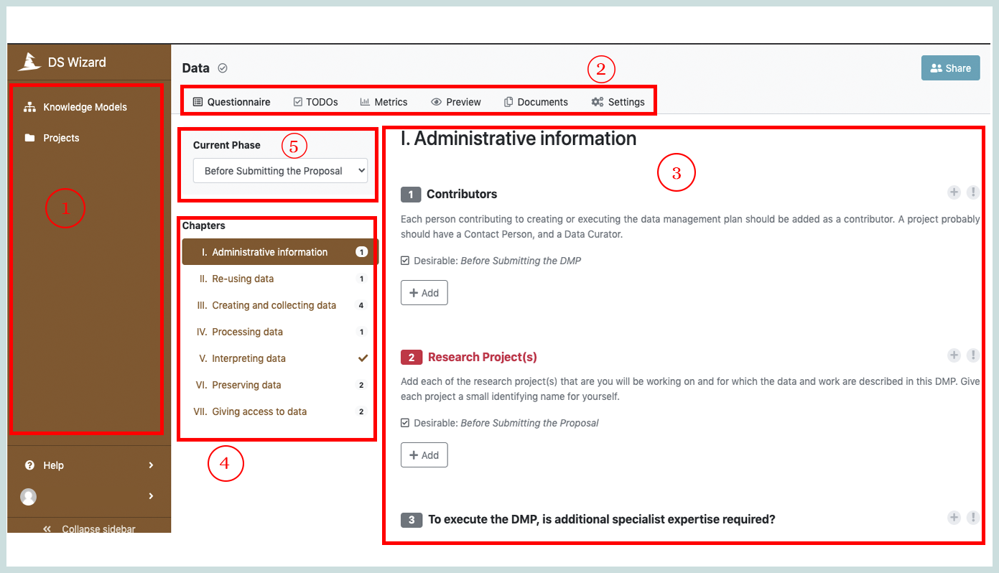 DS Wizard
Knowledge Models
Projects
1
Help
Collapse sidebar
Data
2
Share
Questionnaire TODOs Metrics Preview Documents Settings
Current Phase
5
Before Submitting the Proposal
Chapters
I. Administrative information 1
II. Re-using data 1
III. Creating and collecting data 4
IV. Processing data 1
V. Interpreting data
VI. Preserving data 2
VII. Giving access to data 2
4
I. Administrative information
3
1 Contributors
Each person contributing to creating or executing the data management plan should be added as a contributor. A project probably
should have a Contact Person, and a Data Curator.
Desirable: Before Submitting the DMP
+ Add
2 Research Project(s)
Add each of the research project(s) that are you will be working on and for which the data and work are described in this DMP. Give
each project a small identifying name for yourself.
Desirable: Before Submitting the Proposal
+ Add
3 To execute the DMP, is additional specialist expertise required?